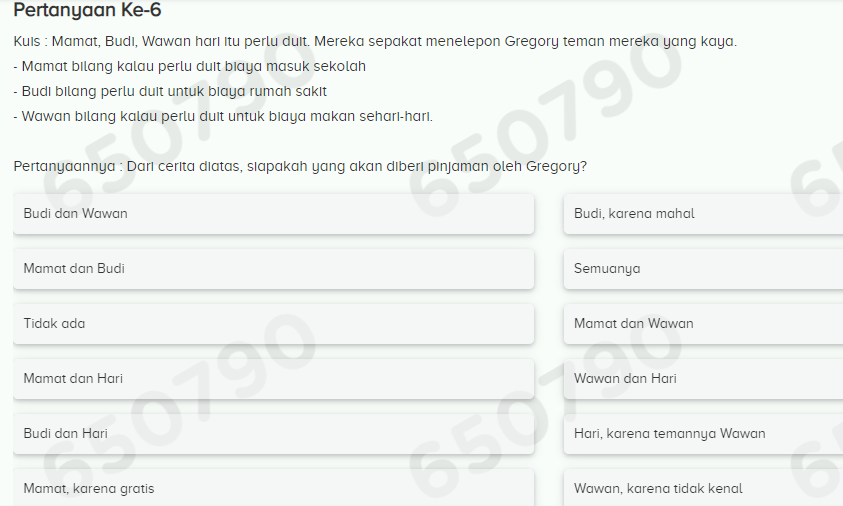 Pertanyaan Ke-6
Kuis : Mamat, Budi, Wawan hari itu perlu duit. Mereka sepakat menelepon Gregory teman mereka yang kaya.
- Mamat bilang kalau perlu duit biaya masuk sekolah
- Budi bilang perlu duit untuk biaya rumah sakit
- Wawan bilang kalau perlu duit untuk biaya makan sehari-hari.
Pertanyaannya : Dari cerita diatas, siapakah yang akan diberi pinjaman oleh Gregory?
Budi dan Wawan
Budi, karena mahal
Mamat dan Budi
Semuanya
Tidak ada
Mamat dan Wawan
Mamat dan Hari
Wawan dan Hari
Budi dan Hari
Hari, karena temannya Wawan
Mamat, karena gratis
Wawan, karena tidak kenal
650790
650790
650790
650790